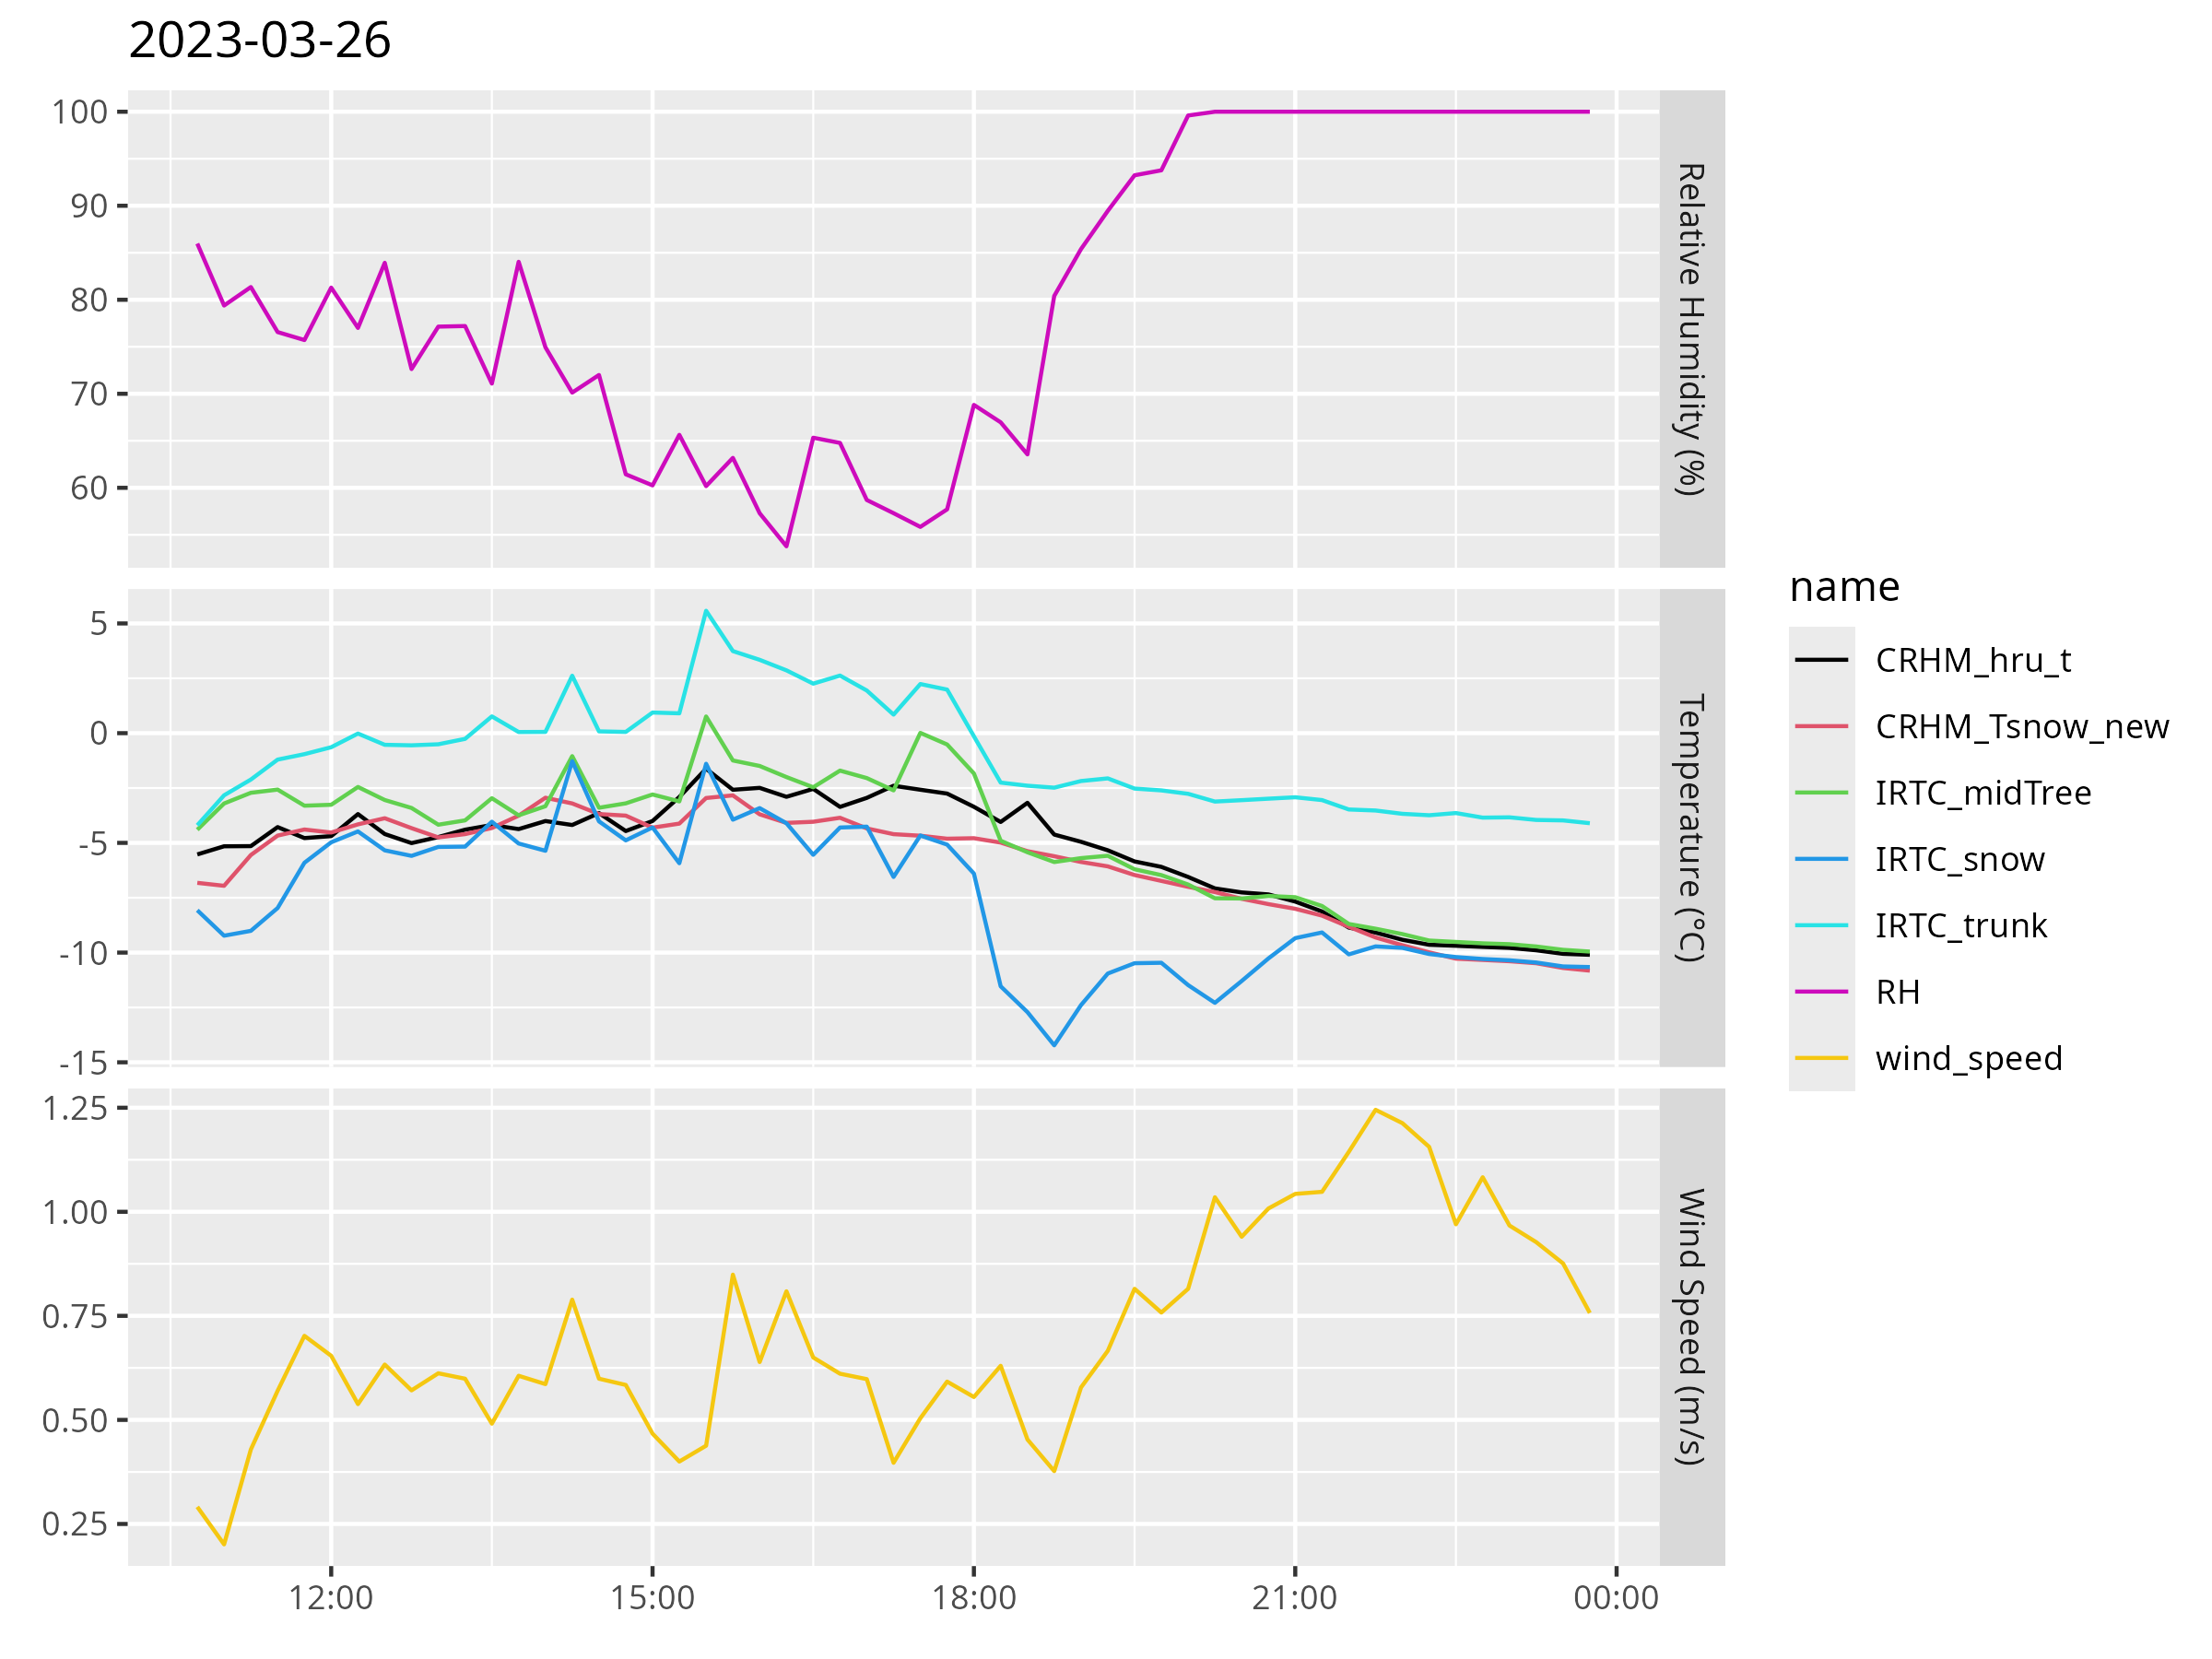 2023-03-26
100
90
80
70
60
Relative Humidity (%)
5
0
-5
-10
-15
Temperature (°C)
1.25
1.00
0.75
0.50
0.25
Wind Speed (m/s)
12:00
15:00
18:00
21:00
00:00
name
CRHM_hru_t
CRHM_Tsnow_new
IRTC_midTree
IRTC_snow
IRTC_trunk
RH
wind_speed